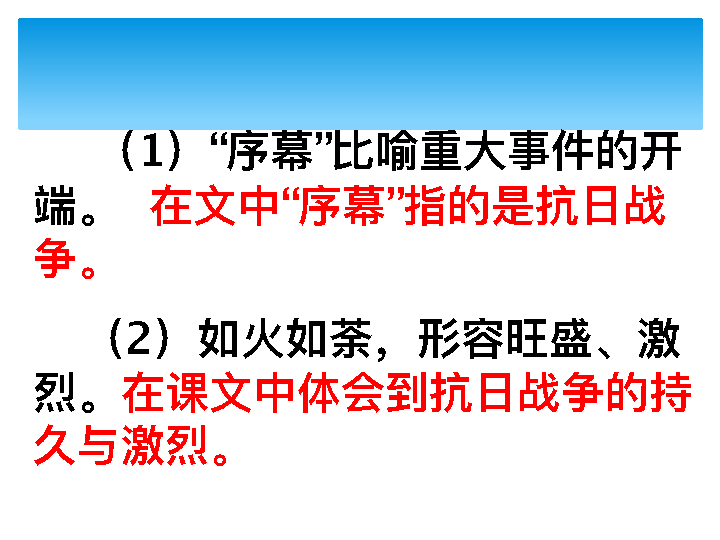 （1）“序幕”比喻重大事件的开
端。 在文中“序幕”指的是抗日战
争。
（2）如火如荼，形容旺盛、激
烈。在课文中体会到抗日战争的持
久与激烈。